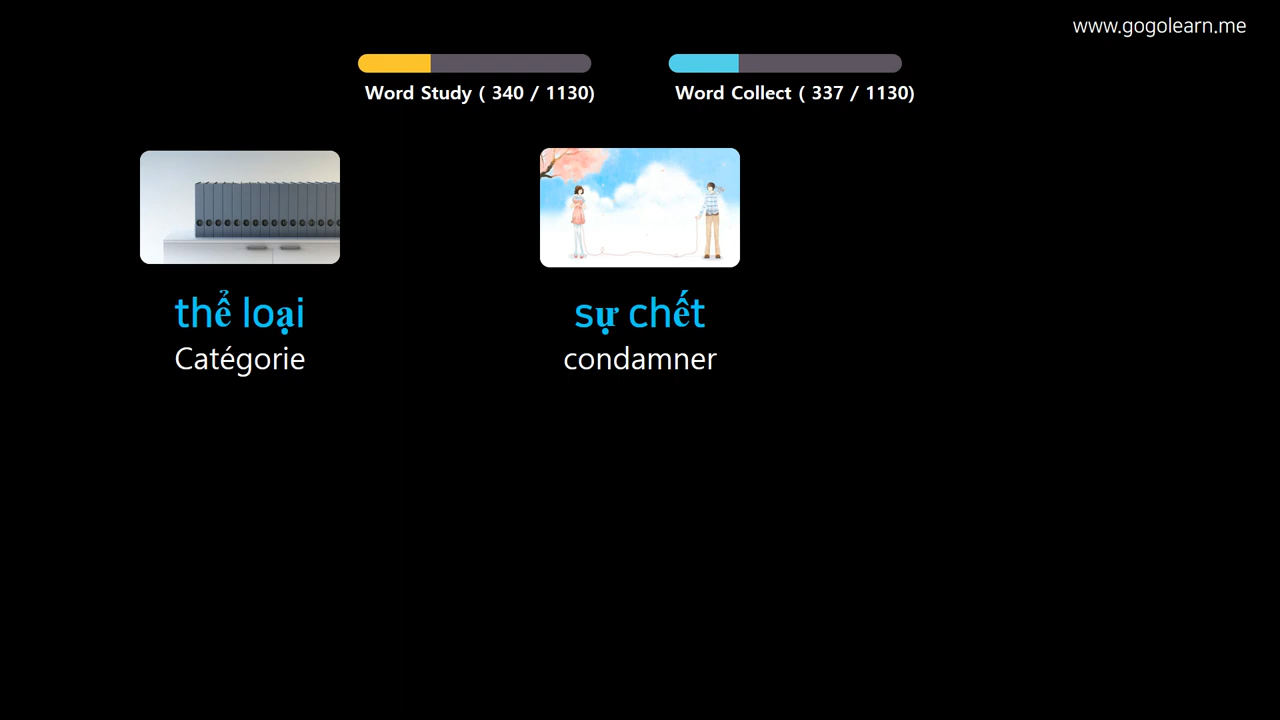 www.gogolearn.me
Word Study ( 340 / 1130)
Word Collect ( 337 / 1130)
thể loại
Catégorie
sự chết
condamner